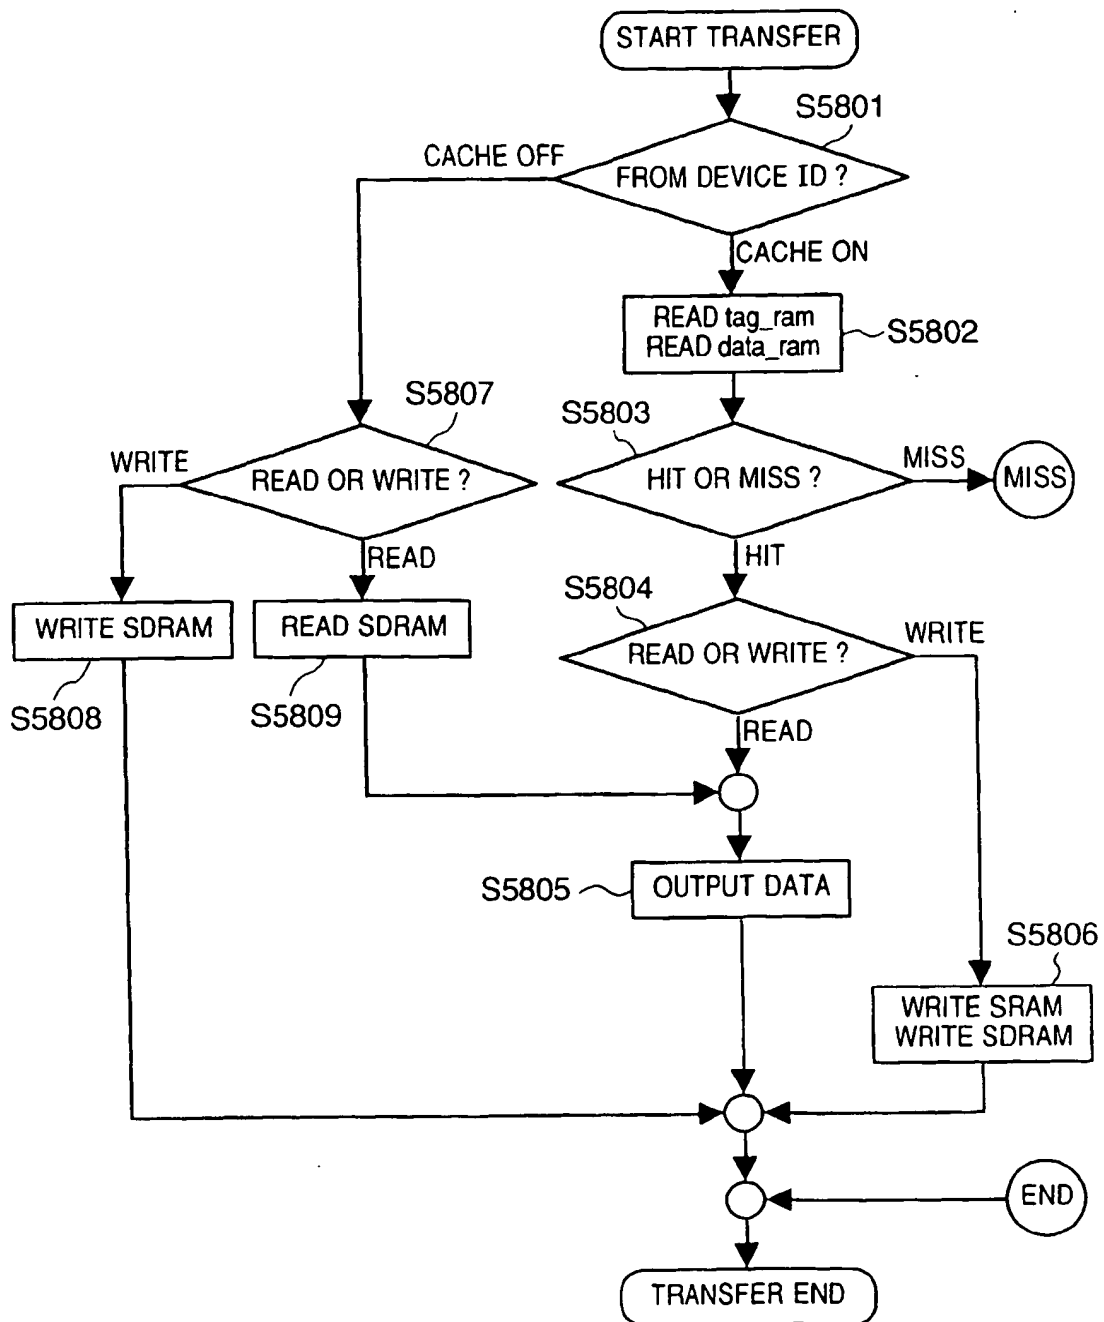 START TRANSFER
S5801
CACHE OFF
FROM DEVICE ID ?
CACHE ON
READ tag_ram
READ data_ram
S5802
S5807
S5803
WRITE
READ OR WRITE ?
HIT OR MISS ?
MISS
MISS
READ
HIT
S5804
WRITE SDRAM
READ SDRAM
READ OR WRITE ?
WRITE
S5808
S5809
READ
S5805
OUTPUT DATA
S5806
WRITE SRAM
WRITE SDRAM
END
TRANSFER END